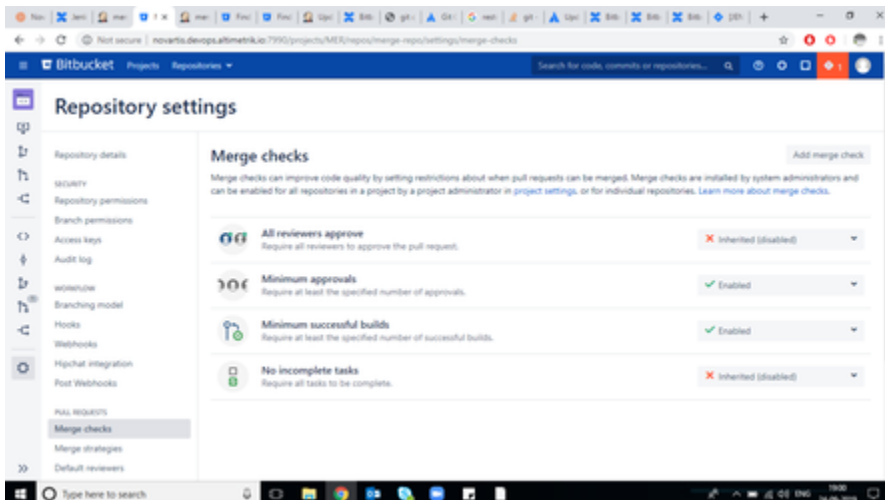 Not secure | novartis.devops.altimetrik.io:7990/projects/MER/repos/merge-repo/settings/merge-checks
Bitbucket Projects Repositories Search for code, commits or repositories...
Repository settings
Repository details
SECURITY
Repository permissions
Branch permissions
Access keys
Audit log
WORKFLOW
Branching model
Hooks
Webhooks
Hipchat integration
Post Webhooks
PULL REQUESTS
Merge checks
Merge strategies
Default reviewers
Merge checks
Add merge check
Merge checks can improve code quality by setting restrictions about when pull requests can be merged. Merge checks are installed by system administrators and
can be enabled for all repositories in a project by a project administrator in project settings, or for individual repositories. Learn more about merge checks.
All reviewers approve
Require all reviewers to approve the pull request.
Inherited (disabled)
Minimum approvals
Require at least the specified number of approvals.
Enabled
Minimum successful builds
Require at least the specified number of successful builds.
Enabled
No incomplete tasks
Require all tasks to be complete.
Inherited (disabled)
Type here to search
ENG
19:00